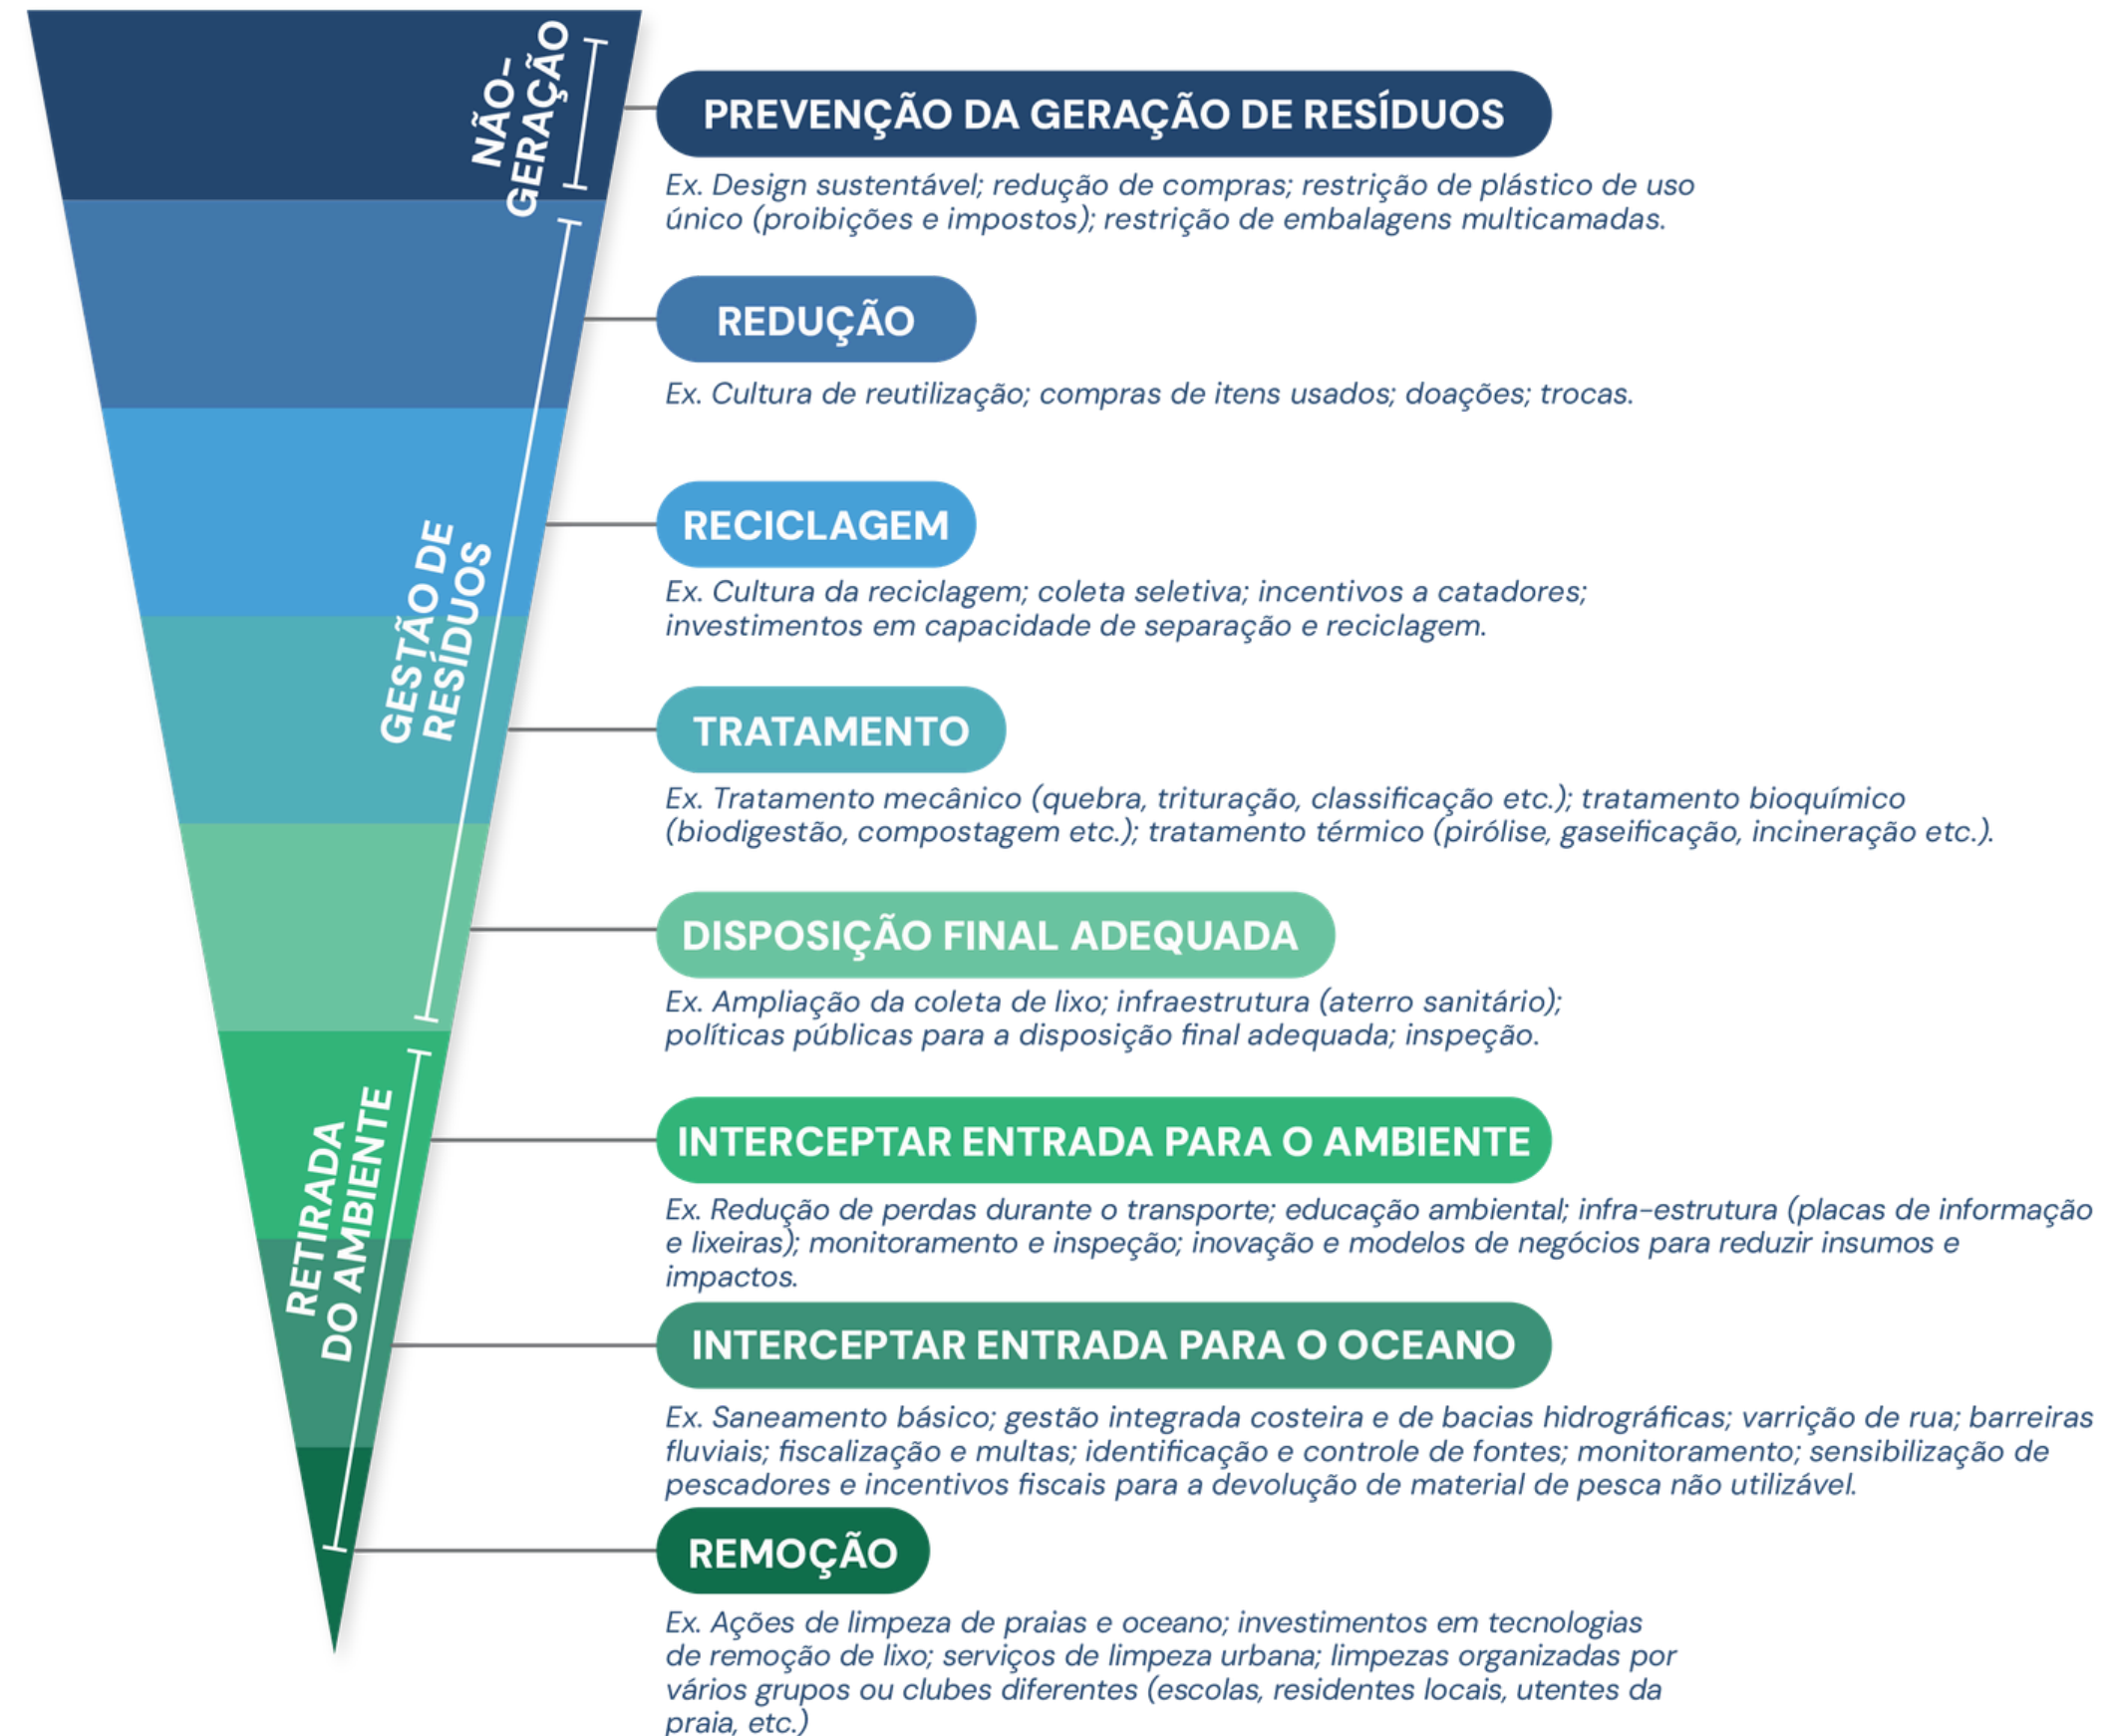 NÃO-
GERAÇÃO
PREVENÇÃO DA GERAÇÃO DE RESÍDUOS
Ex. Design sustentável; redução de compras; restrição de plástico de uso
único (proibições e impostos); restrição de embalagens multicamadas.
REDUÇÃO
Ex. Cultura de reutilização; compras de itens usados; doações; trocas.
GESTÃO DE
RESÍDUOS
RECICLAGEM
Ex. Cultura da reciclagem; coleta seletiva; incentivos a catadores;
investimentos em capacidade de separação e reciclagem.
TRATAMENTO
Ex. Tratamento mecânico (quebra, trituração, classificação etc.); tratamento bioquímico
(biodigestão, compostagem etc.); tratamento térmico (pirólise, gaseificação, incineração etc.).
DISPOSIÇÃO FINAL ADEQUADA
Ex. Ampliação da coleta de lixo; infraestrutura (aterro sanitário);
políticas públicas para a disposição final adequada; inspeção.
RETIRADA
DO AMBIENTE
INTERCEPTAR ENTRADA PARA O AMBIENTE
Ex. Redução de perdas durante o transporte; educação ambiental; infra-estrutura (placas de informação
e lixeiras); monitoramento e inspeção; inovação e modelos de negócios para reduzir insumos e
impactos.
INTERCEPTAR ENTRADA PARA O OCEANO
Ex. Saneamento básico; gestão integrada costeira e de bacias hidrográficas; varrição de rua; barreiras
fluviais; fiscalização e multas; identificação e controle de fontes; monitoramento; sensibilização de
pescadores e incentivos fiscais para a devolução de material de pesca não utilizável.
REMOÇÃO
Ex. Ações de limpeza de praias e oceano; investimentos em tecnologias
de remoção de lixo; serviços de limpeza urbana; limpezas organizadas por
vários grupos ou clubes diferentes (escolas, residentes locais, utentes da
praia, etc.)